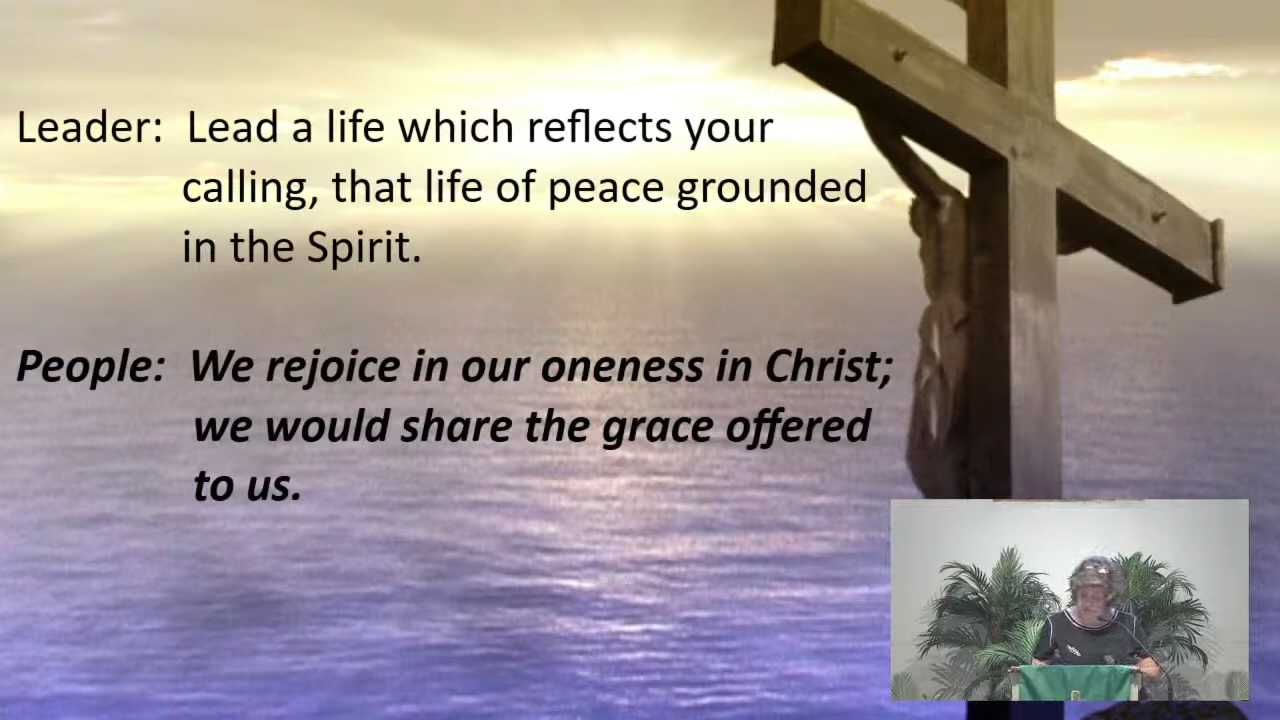 Leader: Lead a life which reflects your
calling, that life of peace grounded
in the Spirit.
People: We rejoice in our oneness in Christ;
we would share the grace offered
to us.